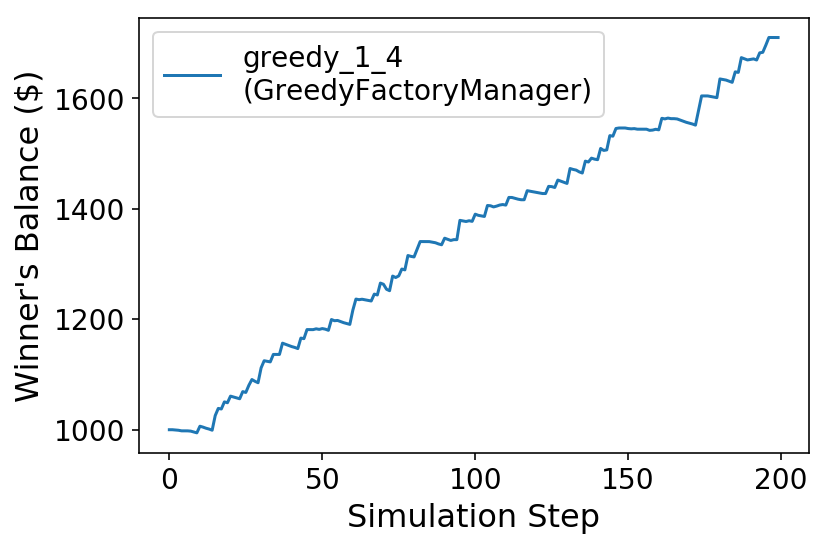 greedy_1_4
(GreedyFactoryManager)
Winner's Balance ($)
1600
1400
1200
1000
0 50 100 150 200
Simulation Step